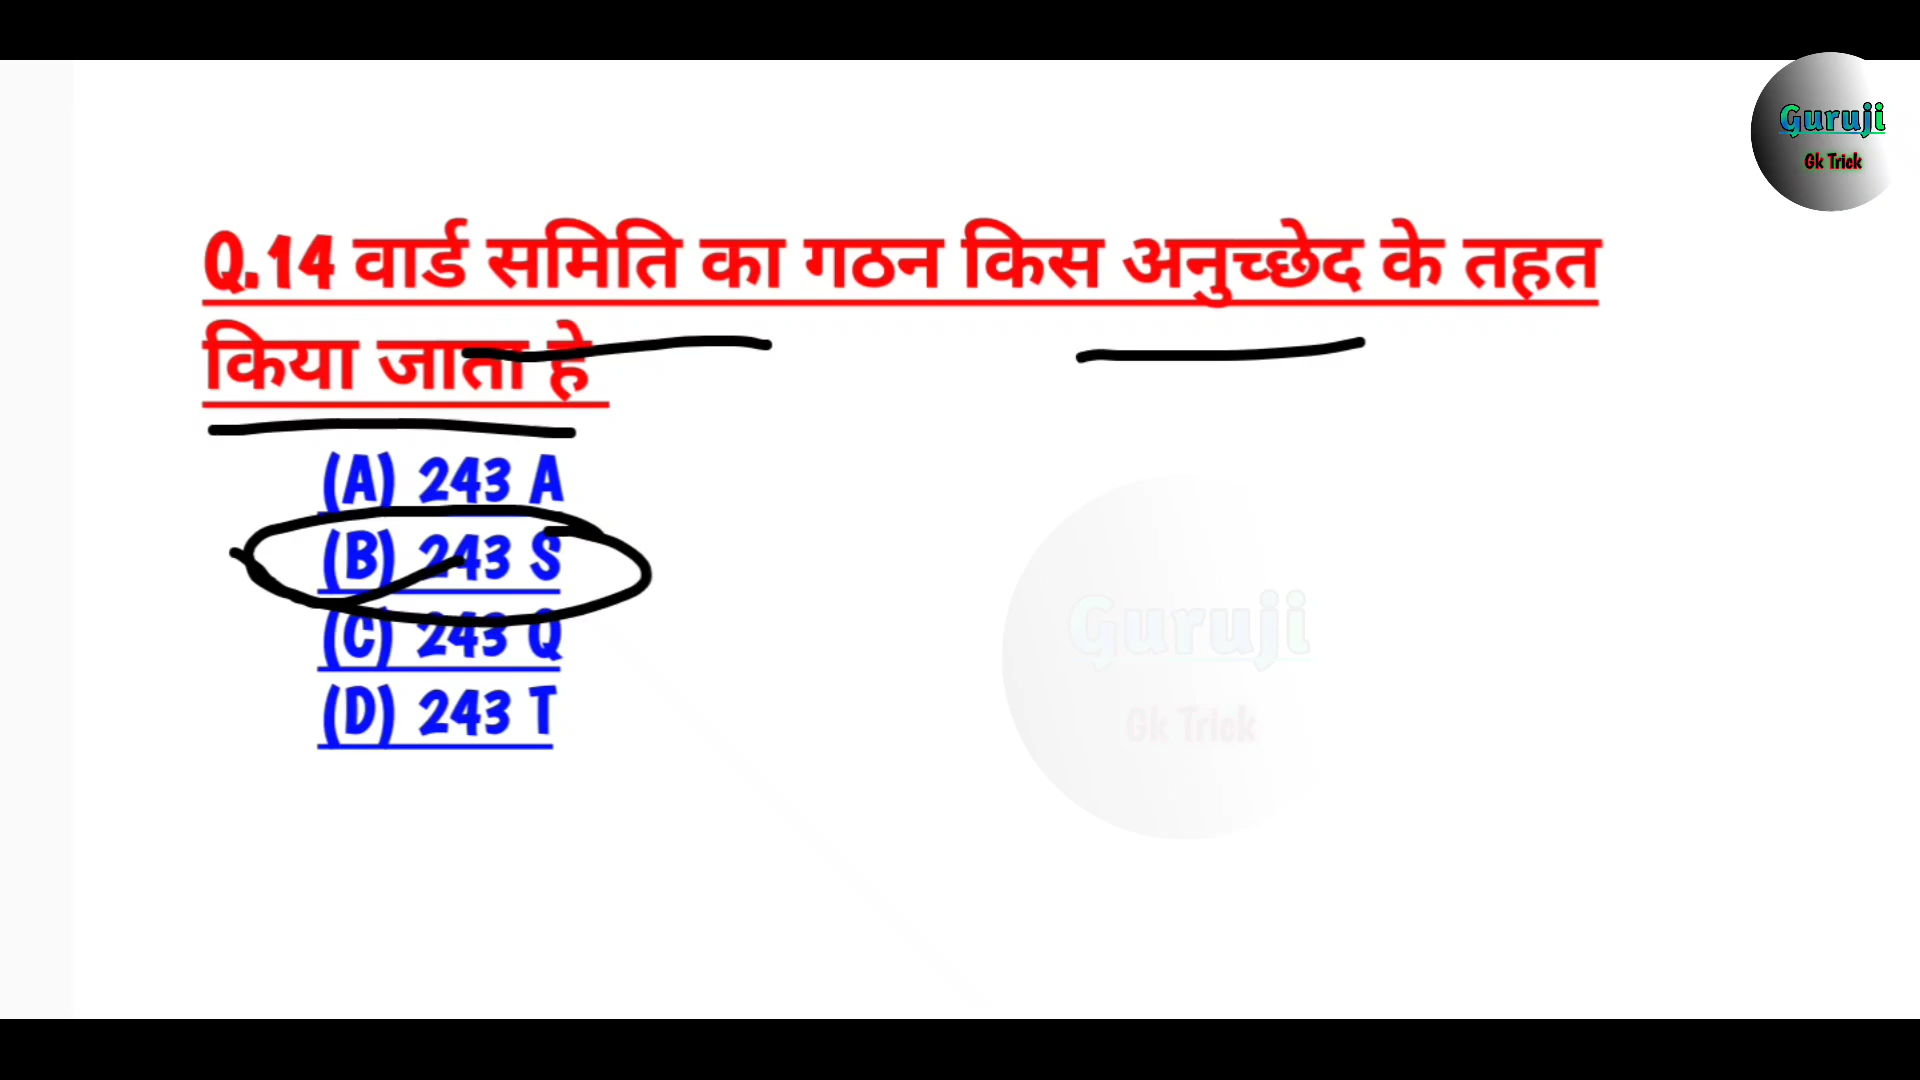 Guruji
Gk Trick
Q.14 वार्ड समिति का गठन किस अनुच्छेद के तहत
किया जाता हे
(A) 243 A
(B) 243 S
(C) 243 Q
(D) 243 T
Guruji
Gk Trick